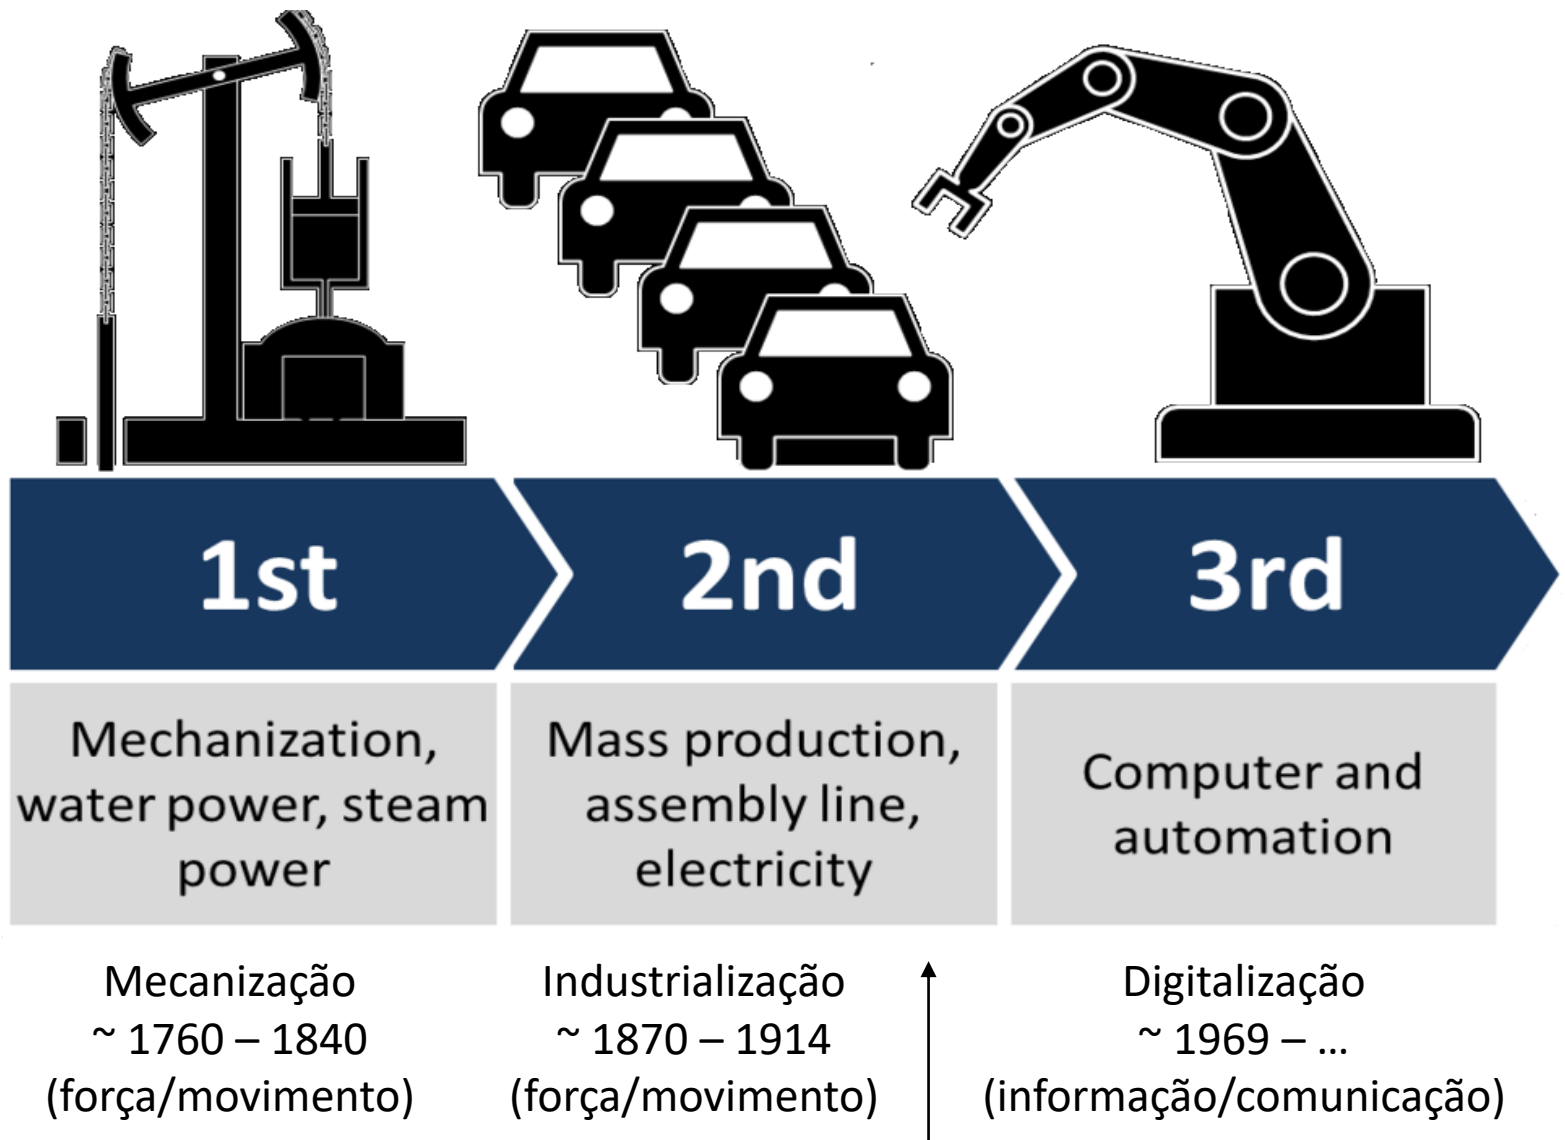 1st
2nd
3rd
Mechanization,
water power, steam
power
Mass production,
assembly line,
electricity
Computer and
automation
Mecanização
~ 1760 – 1840
(força/movimento)
Industrialização
~ 1870 – 1914
(força/movimento)
Digitalização
~ 1969 – ...
(informação/comunicação)